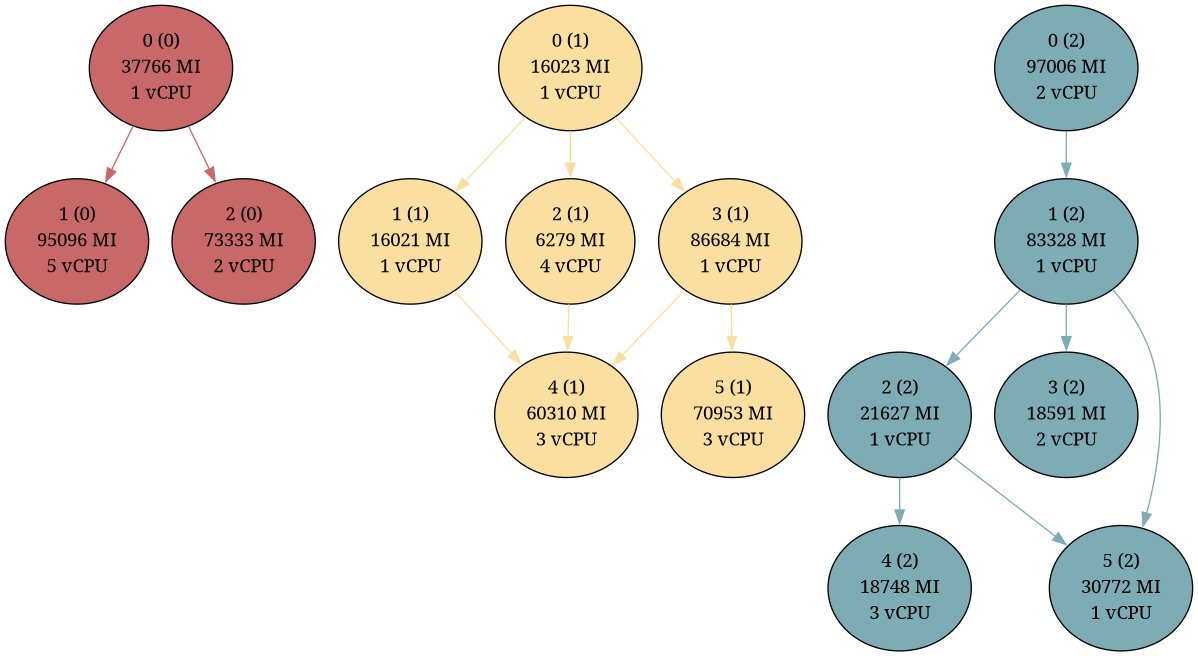 0 (0)
37766 MI
1 vCPU
0 (1)
16023 MI
1 vCPU
0 (2)
97006 MI
2 vCPU
1 (0)
95096 MI
5 vCPU
2 (0)
73333 MI
2 vCPU
1 (1)
16021 MI
1 vCPU
2 (1)
6279 MI
4 vCPU
3 (1)
86684 MI
1 vCPU
1 (2)
83328 MI
1 vCPU
4 (1)
60310 MI
3 vCPU
5 (1)
70953 MI
3 vCPU
2 (2)
21627 MI
1 vCPU
3 (2)
18591 MI
2 vCPU
4 (2)
18748 MI
3 vCPU
5 (2)
30772 MI
1 vCPU